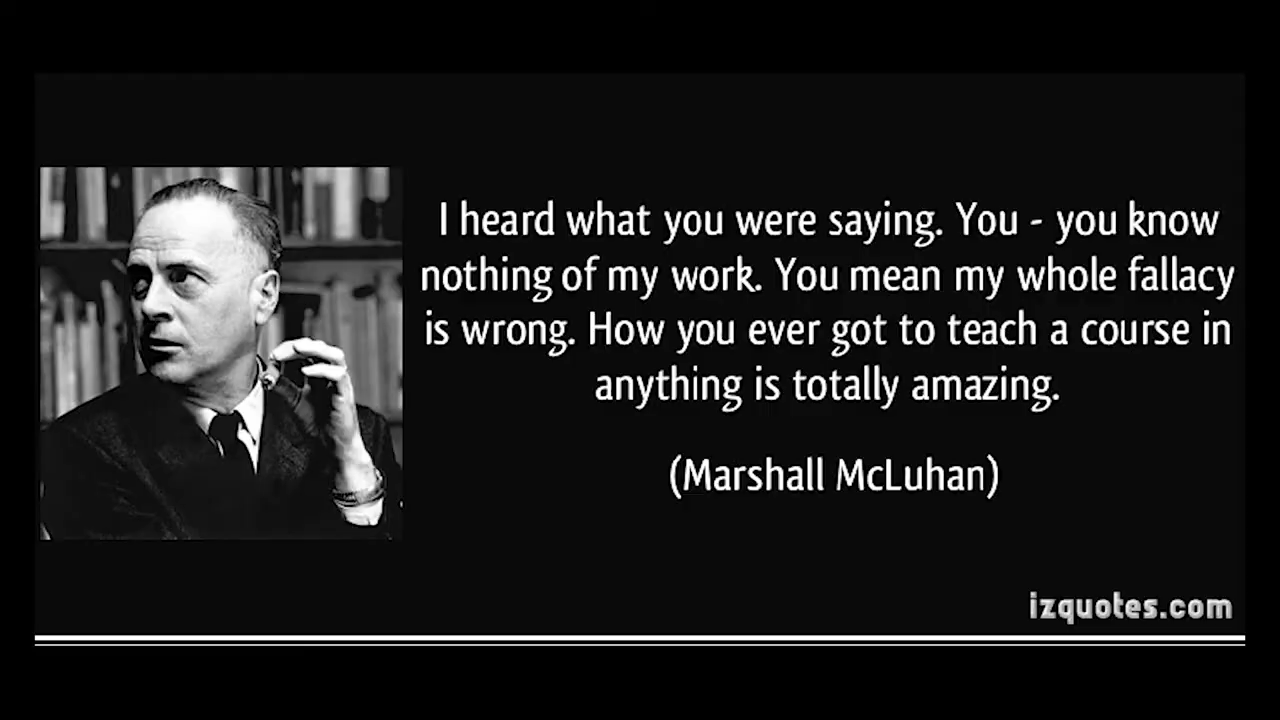 I heard what you were saying. You - you know
nothing of my work. You mean my whole fallacy
is wrong. How you ever got to teach a course in
anything is totally amazing.
(Marshall McLuhan)
izquotes.com